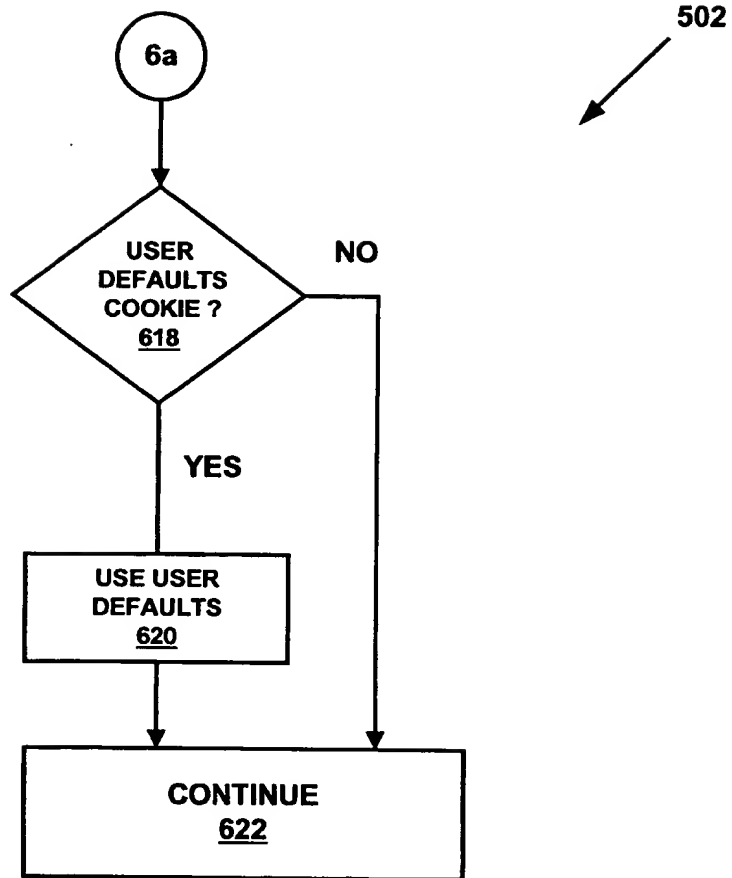 502
6a
USER
DEFAULTS
COOKIE ?
618
NO
YES
USE USER
DEFAULTS
620
CONTINUE
622